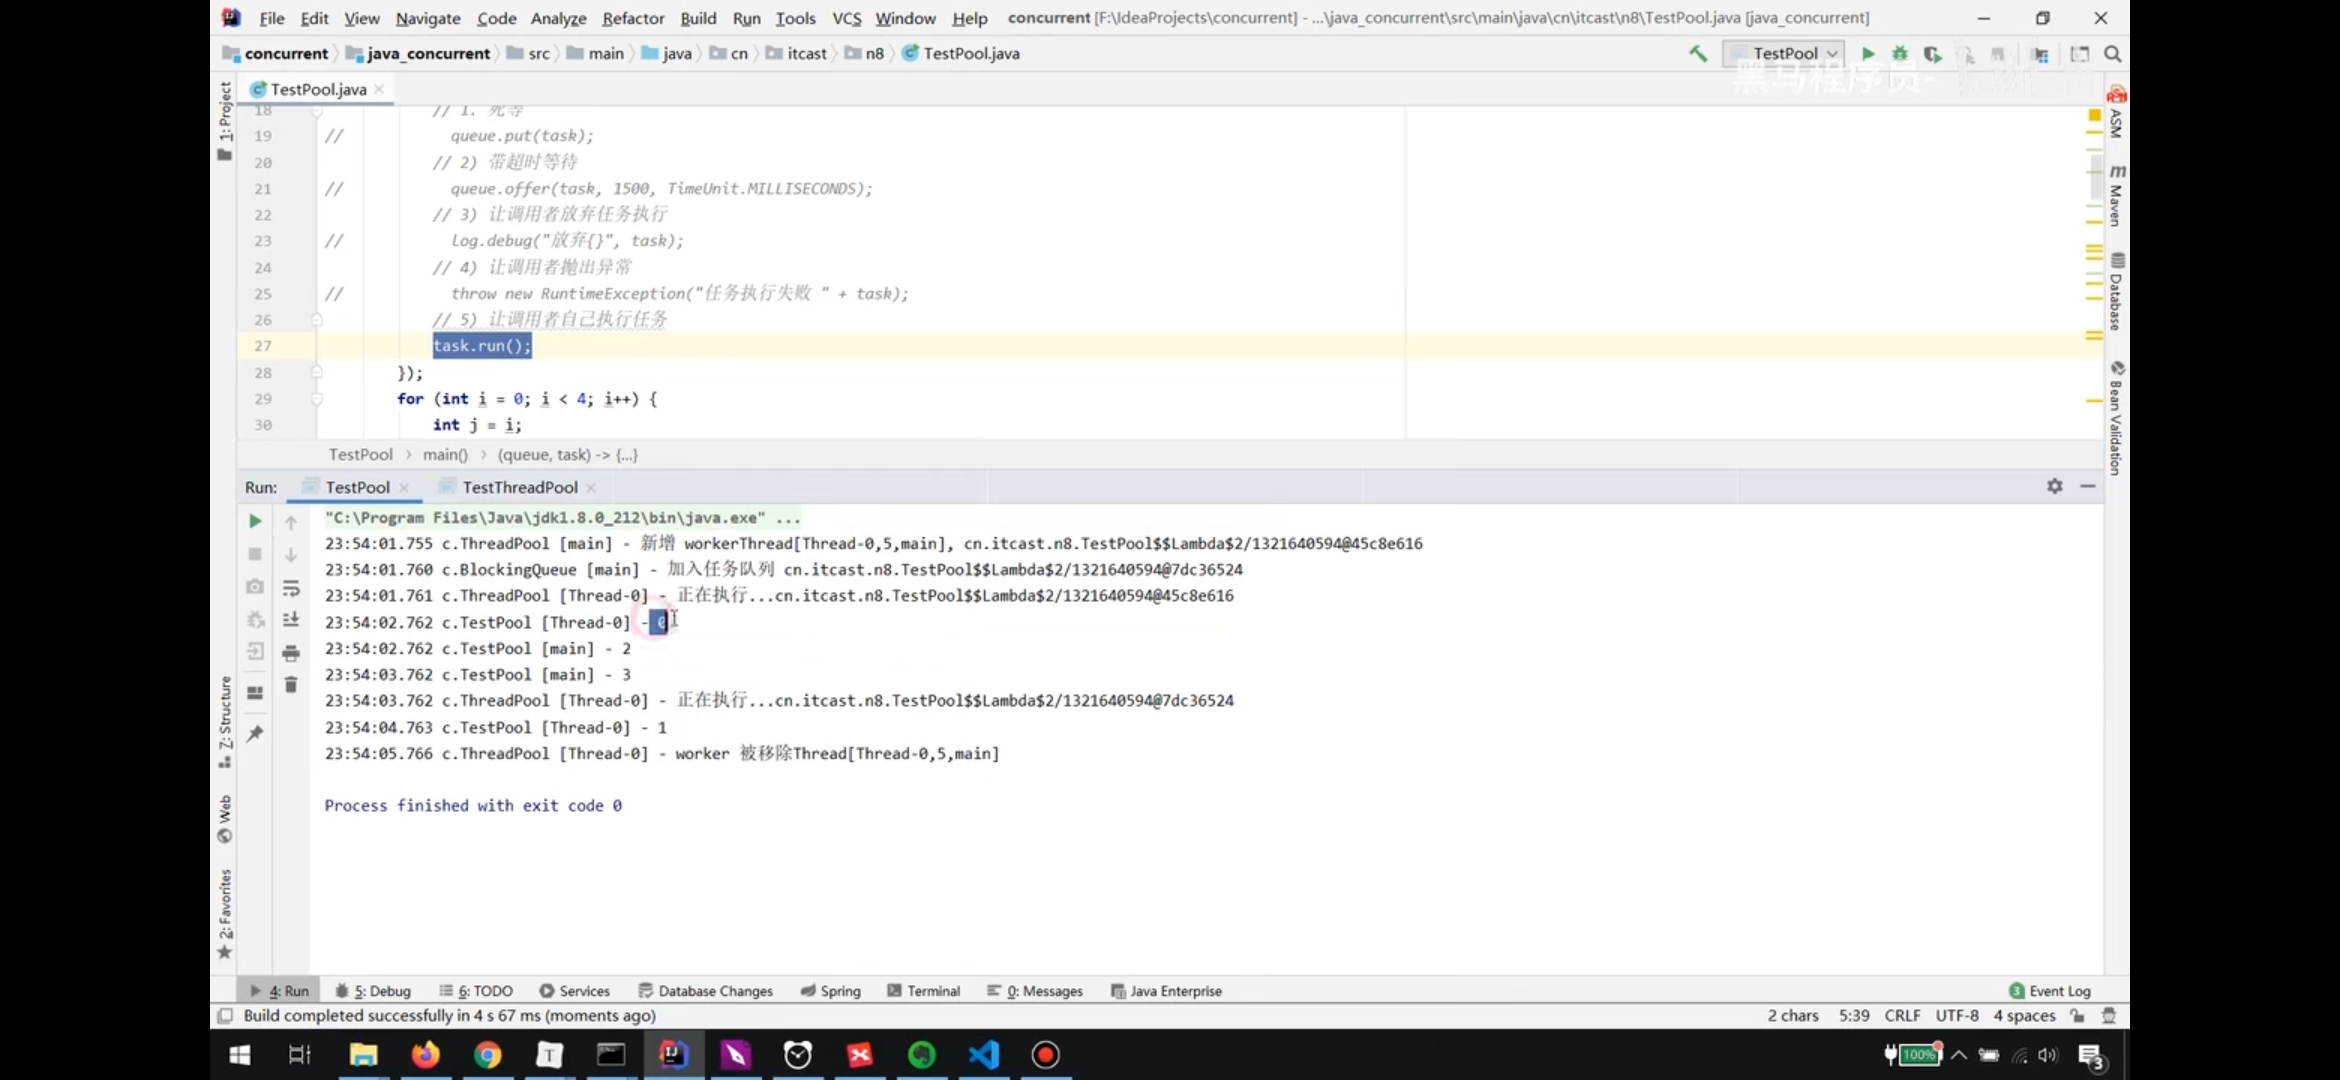 File Edit View Navigate Code Analyze Refactor Build Run Tools VCS Window Help concurrent [F:\IdeaProjects\concurrent] - ...\java_concurrent\src\main\java\cn\itcast\n8\TestPool.java [java_concurrent]
concurrent java_concurrent src main java cn itcast n8 TestPool.java TestPool
黑马程序员-
TestPool.java
1: Project
ASM
Maven
Database
Bean Validation
18 // 1. 死等
19 // queue.put(task);
20 // 2) 带超时等待
21 // queue.offer(task, 1500, TimeUnit.MILLISECONDS);
22 // 3) 让调用者放弃任务执行
23 // log.debug("放弃{}", task);
24 // 4) 让调用者抛出异常
25 // throw new RuntimeException("任务执行失败 " + task);
26 // 5) 让调用者自己执行任务
27 task.run();
28 });
29 for (int i = 0; i < 4; i++) {
30 int j = i;
TestPool > main() > (queue, task) -> {...}
Run: TestPool TestThreadPool
"C:\Program Files\Java\jdk1.8.0_212\bin\java.exe" ...
23:54:01.755 c.ThreadPool [main] - 新增 workerThread[Thread-0,5,main], cn.itcast.n8.TestPool$$Lambda$2/1321640594@45c8e616
23:54:01.760 c.BlockingQueue [main] - 加入任务队列 cn.itcast.n8.TestPool$$Lambda$2/1321640594@7dc36524
23:54:01.761 c.ThreadPool [Thread-0] - 正在执行...cn.itcast.n8.TestPool$$Lambda$2/1321640594@45c8e616
23:54:02.762 c.TestPool [Thread-0] - 0
23:54:02.762 c.TestPool [main] - 2
23:54:03.762 c.TestPool [main] - 3
23:54:03.762 c.ThreadPool [Thread-0] - 正在执行...cn.itcast.n8.TestPool$$Lambda$2/1321640594@7dc36524
23:54:04.763 c.TestPool [Thread-0] - 1
23:54:05.766 c.ThreadPool [Thread-0] - worker 被移除Thread[Thread-0,5,main]
Process finished with exit code 0
Z: Structure
Web
2: Favorites
4: Run 5: Debug 6: TODO Services Database Changes Spring Terminal 0: Messages Java Enterprise 3 Event Log
Build completed successfully in 4 s 67 ms (moments ago) 2 chars 5:39 CRLF UTF-8 4 spaces
100% 3